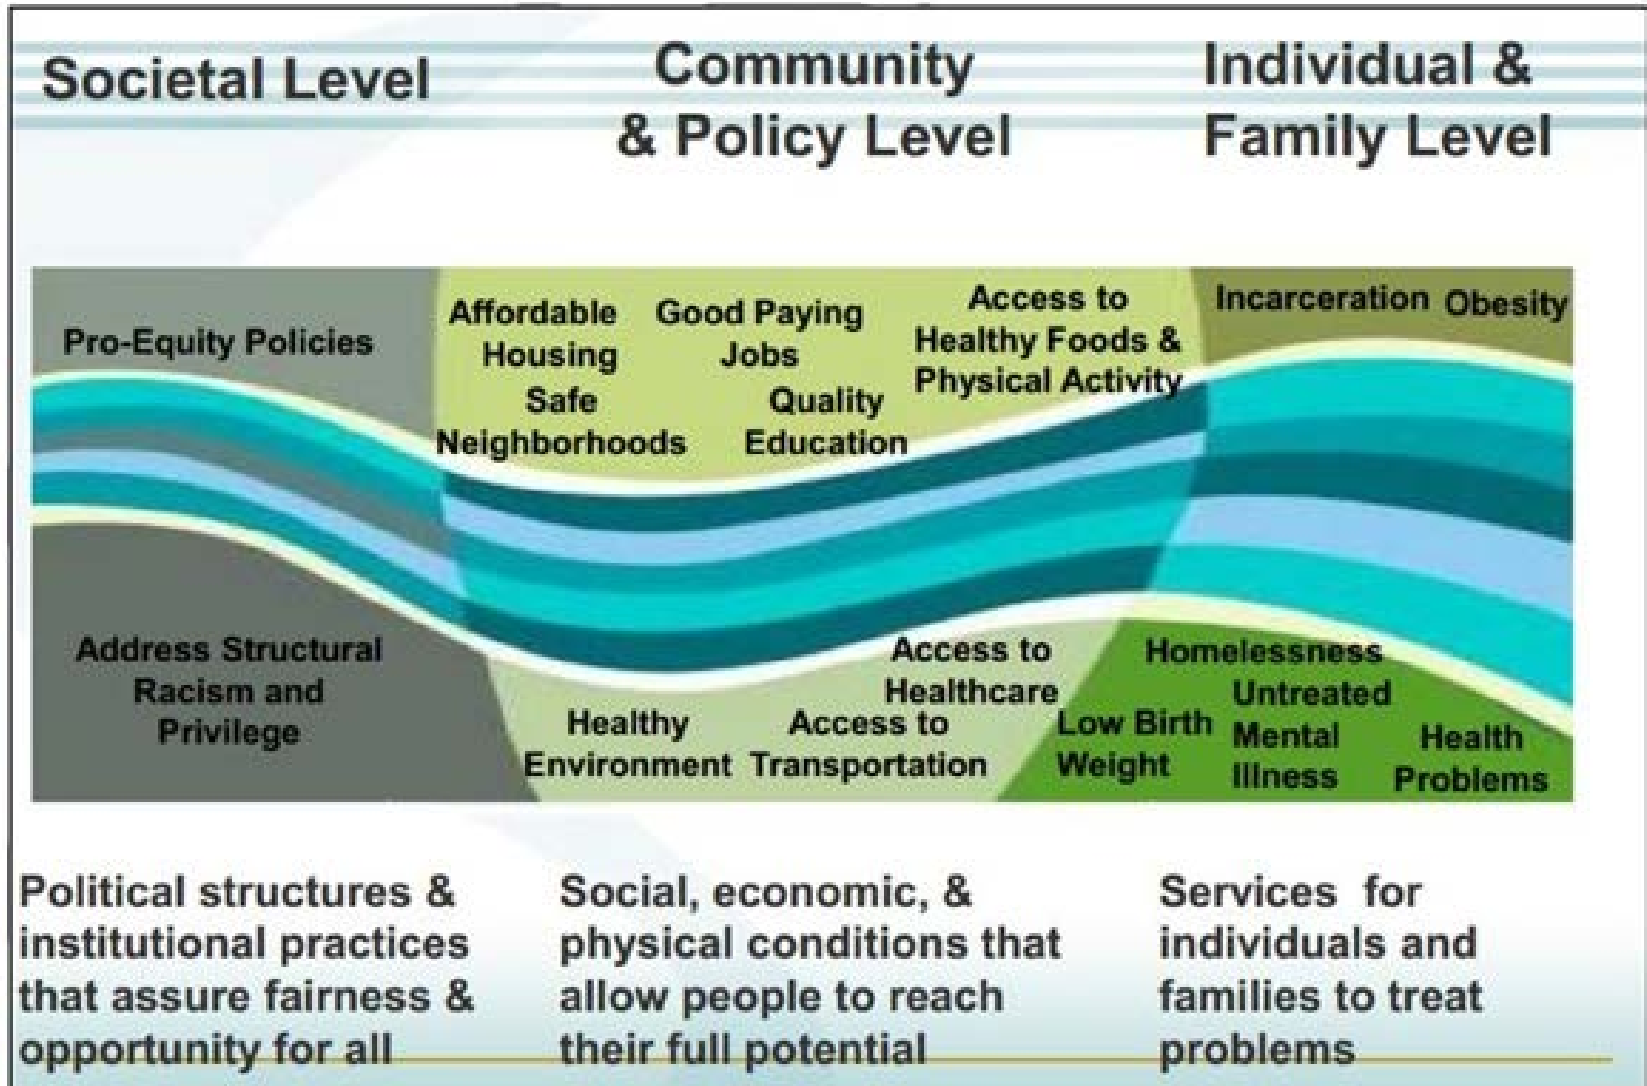 Societal Level
Community
& Policy Level
Individual &
Family Level
Pro-Equity Policies
Affordable
Housing
Safe
Neighborhoods
Good Paying
Jobs
Quality
Education
Access to
Healthy Foods &
Physical Activity
Incarceration
Obesity
Address Structural
Racism and
Privilege
Healthy
Environment
Access to
Transportation
Access to
Healthcare
Homelessness
Low Birth
Weight
Untreated
Mental
Illness
Health
Problems
Political structures &
institutional practices
that assure fairness &
opportunity for all
Social, economic, &
physical conditions that
allow people to reach
their full potential
Services for
individuals and
families to treat
problems